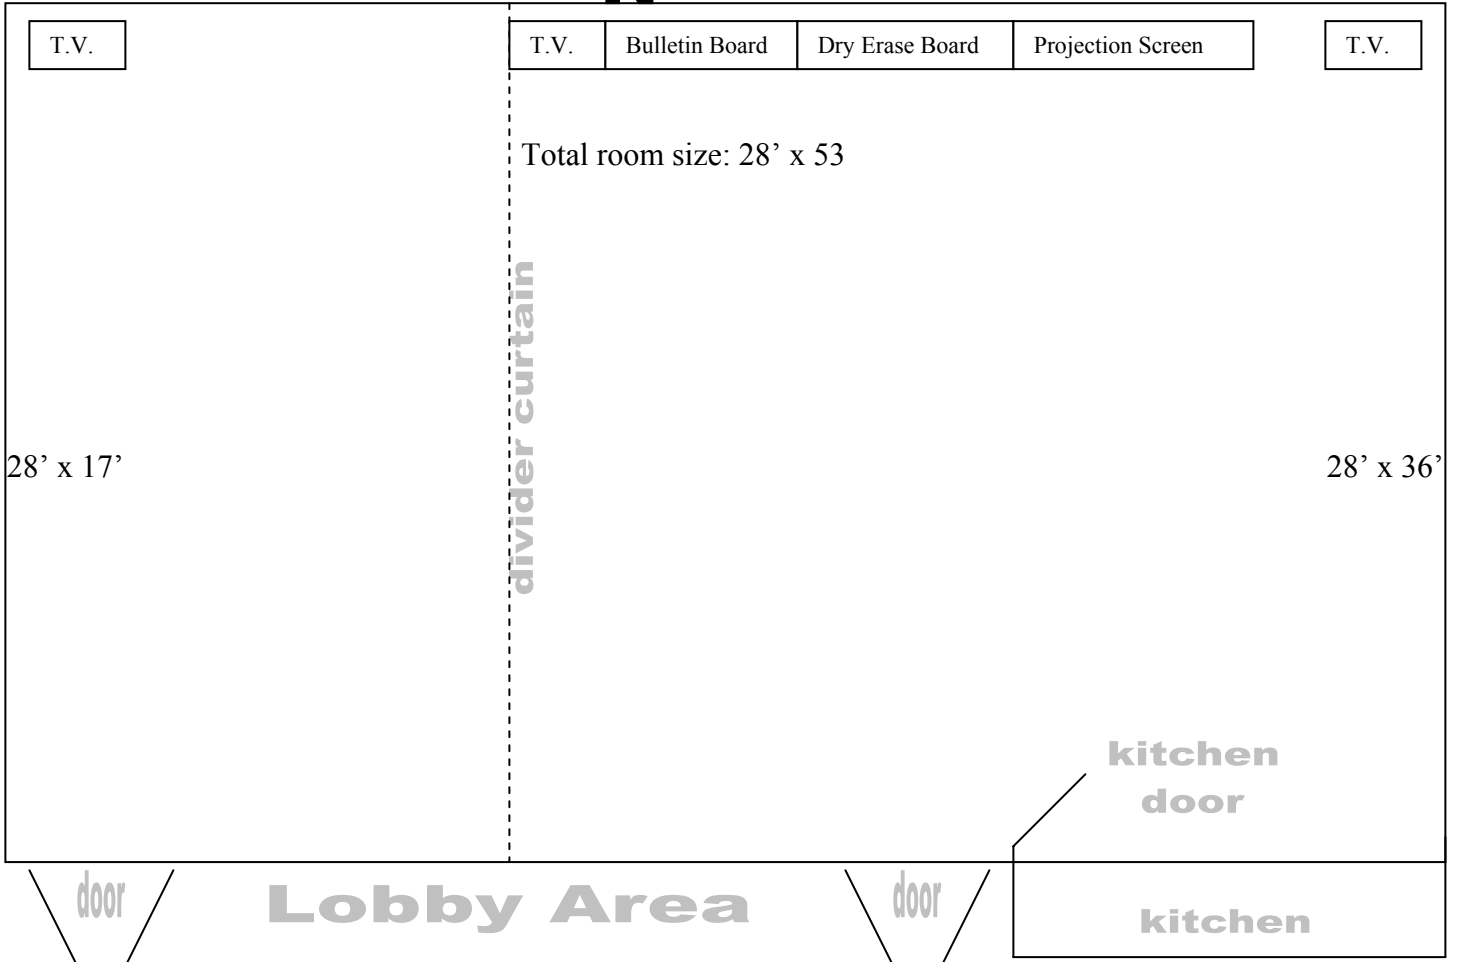 T.V.
T.V.
Bulletin Board
Dry Erase Board
Projection Screen
T.V.
Total room size: 28’ x 53
divider curtain
28’ x 17’
28’ x 36’
kitchen
door
door
Lobby Area
door
kitchen